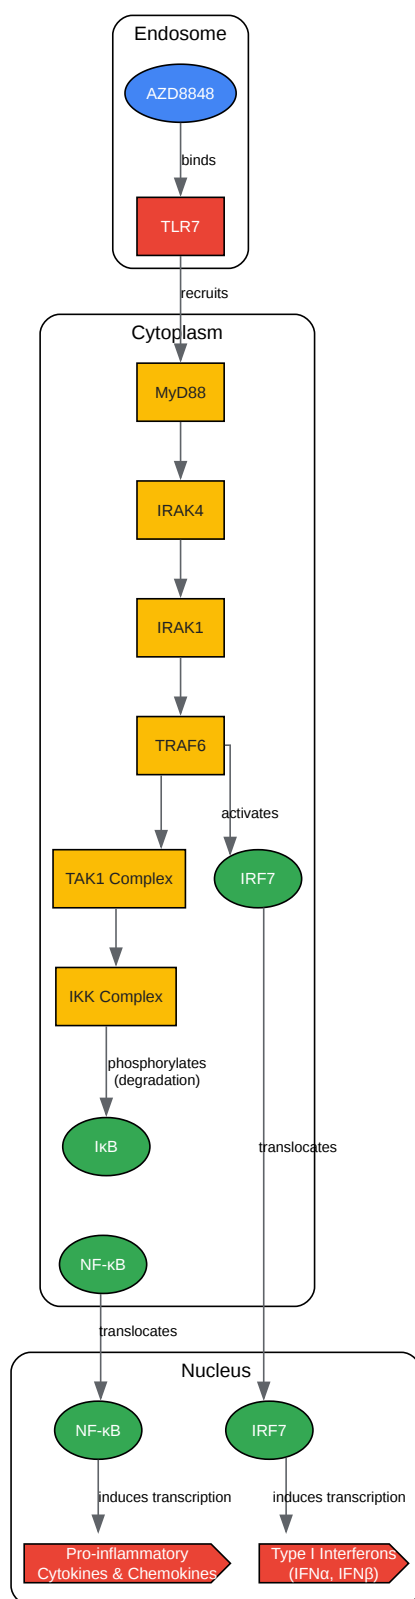 Endosome
AZD8848
binds
TLR7
recruits
Cytoplasm
MyD88
IRAK4
IRAK1
TRAF6
activates
TAK1 Complex
IRF7
IKK Complex
phosphorylates
(degradation)
IκB
translocates
NF-κB
translocates
Nucleus
NF-κB
IRF7
induces transcription
induces transcription
Pro-inflammatory
Cytokines & Chemokines
Type I Interferons
(IFNα, IFNβ)